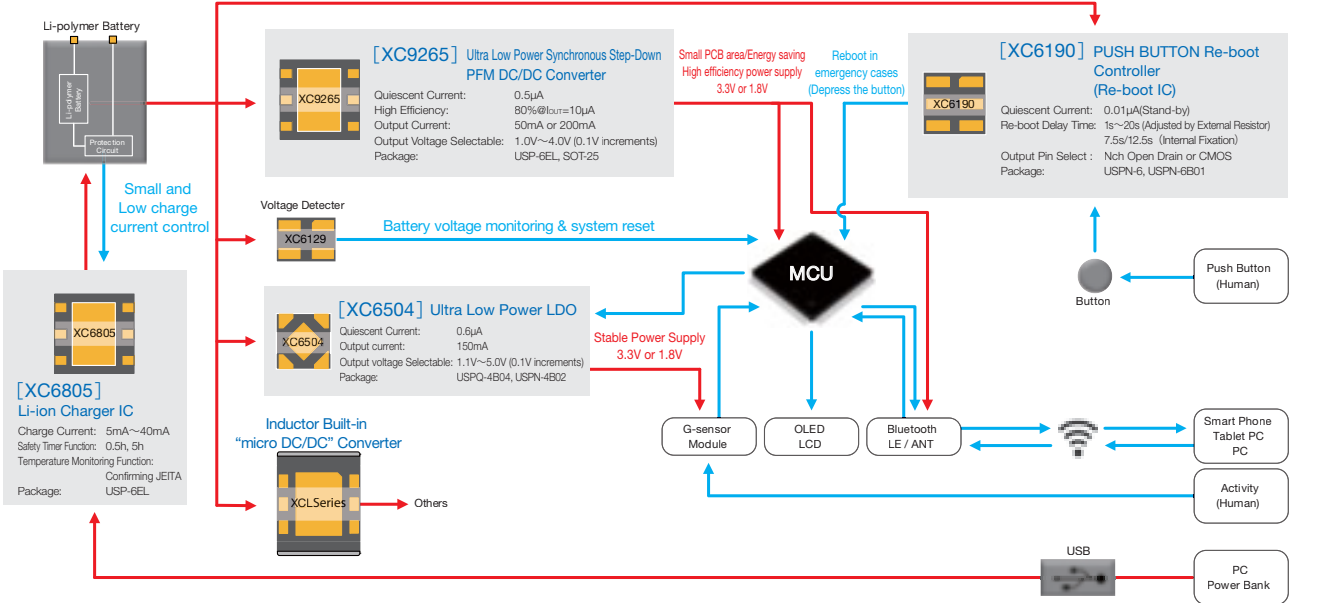 Li-polymer Battery
Li-polymer
Battery
Protection
Circuit
Small and
Low charge
current control
XC6805
[XC6805]
Li-ion Charger IC
Charge Current: 5mA～40mA
Safety Timer Function: 0.5h, 5h
Temperature Monitoring Function:
Confirming JEITA
Package: USP-6EL
XC9265
[XC9265] Ultra Low Power Synchronous Step-Down
PFM DC/DC Converter
Quiescent Current: 0.5μA
High Efficiency: 80%@IOUT=10μA
Output Current: 50mA or 200mA
Output Voltage Selectable: 1.0V～4.0V (0.1V increments)
Package: USP-6EL, SOT-25
Small PCB area/Energy saving
High efficiency power supply
3.3V or 1.8V
Reboot in
emergency cases
(Depress the button)
XC6190
[XC6190] PUSH BUTTON Re-boot
Controller
(Re-boot IC)
Quiescent Current: 0.01μA(Stand-by)
Re-boot Delay Time: 1s～20s (Adjusted by External Resistor)
7.5s/12.5s (Internal Fixation)
Output Pin Select : Nch Open Drain or CMOS
Package: USPN-6, USPN-6B01
Voltage Detecter
XC6129
Battery voltage monitoring & system reset
MCU
Button
Push Button
(Human)
XC6504
[XC6504] Ultra Low Power LDO
Quiescent Current: 0.6μA
Output current: 150mA
Output voltage Selectable: 1.1V～5.0V (0.1V increments)
Package: USPQ-4B04, USPN-4B02
Stable Power Supply
3.3V or 1.8V
Inductor Built-in
“micro DC/DC” Converter
XCLSeries
Others
G-sensor
Module
OLED
LCD
Bluetooth
LE / ANT
Smart Phone
Tablet PC
PC
Activity
(Human)
USB
PC
Power Bank